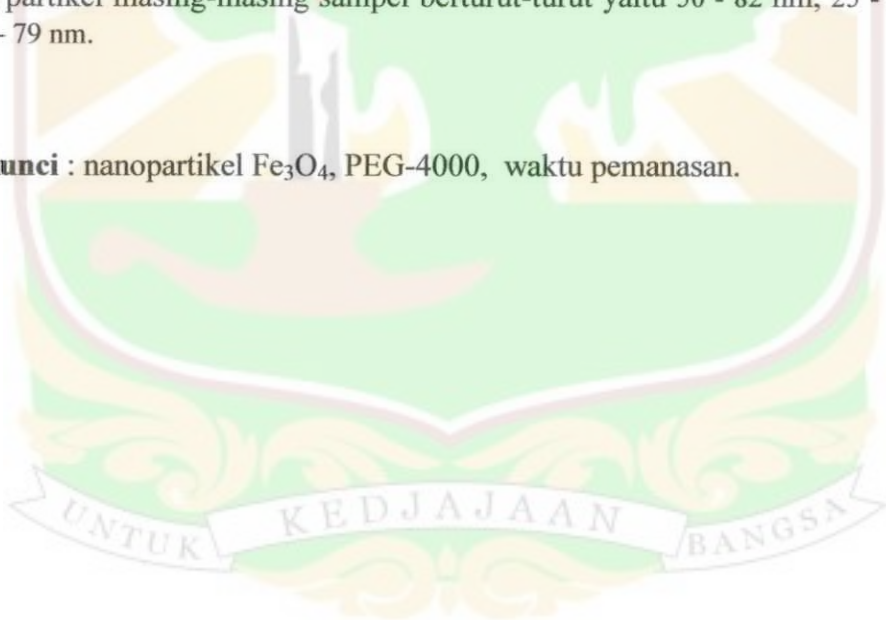 partikel masing-masing sampel berturut-turut yaitu 50 - 82 nm, 25 -
- 79 nm.
unci : nanopartikel Fe₃O₄, PEG-4000, waktu pemanasan.
UNTUK KEDJAJAAN BANGSA